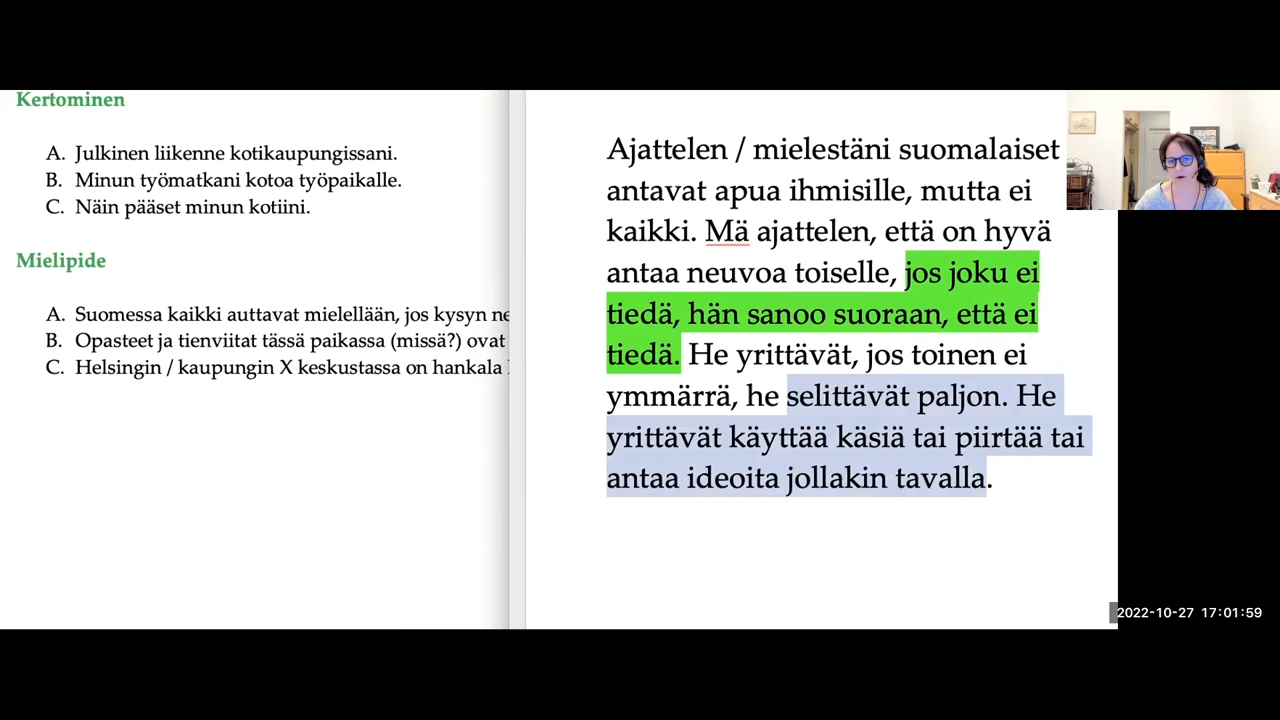 Kertominen
A. Julkinen liikenne kotikaupungissani.
B. Minun työmatkani kotoa työpaikalle.
C. Näin pääset minun kotiini.
Mielipide
A. Suomessa kaikki auttavat mielellään, jos kysyn ne
B. Opasteet ja tienviitat tässä paikassa (missä?) ovat
C. Helsingin / kaupungin X keskustassa on hankala
Ajattelen / mielestäni suomalaiset
antavat apua ihmisille, mutta ei
kaikki. Mä ajattelen, että on hyvä
antaa neuvoa toiselle, jos joku ei
tiedä, hän sanoo suoraan, että ei
tiedä. He yrittävät, jos toinen ei
ymmärrä, he selittävät paljon. He
yrittävät käyttää käsiä tai piirtää tai
antaa ideoita jollakin tavalla.
2022-10-27 17:01:59